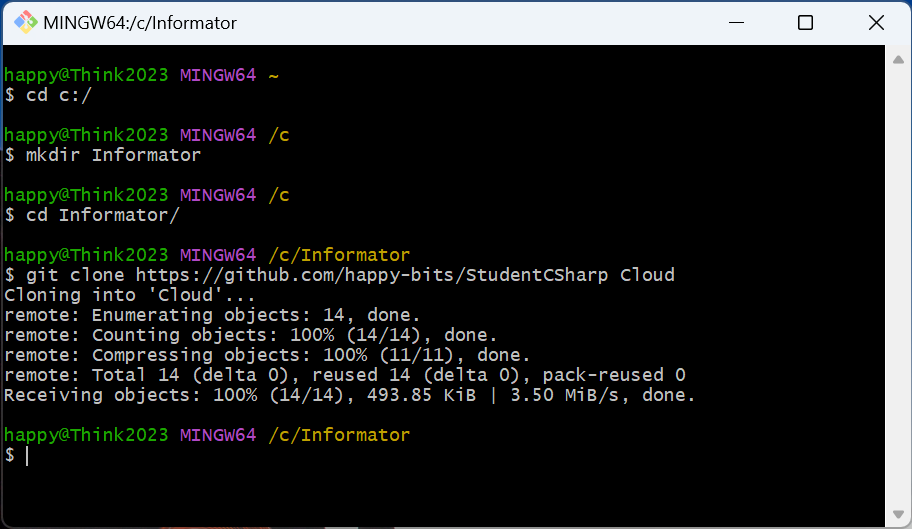 MINGW64:/c/Informator
happy@Think2023 MINGW64 ~
$ cd c:/
happy@Think2023 MINGW64 /c
$ mkdir Informator
happy@Think2023 MINGW64 /c
$ cd Informator/
happy@Think2023 MINGW64 /c/Informator
$ git clone https://github.com/happy-bits/StudentCSharp Cloud
Cloning into 'Cloud'...
remote: Enumerating objects: 14, done.
remote: Counting objects: 100% (14/14), done.
remote: Compressing objects: 100% (11/11), done.
remote: Total 14 (delta 0), reused 14 (delta 0), pack-reused 0
Receiving objects: 100% (14/14), 493.85 KiB | 3.50 MiB/s, done.
happy@Think2023 MINGW64 /c/Informator
$